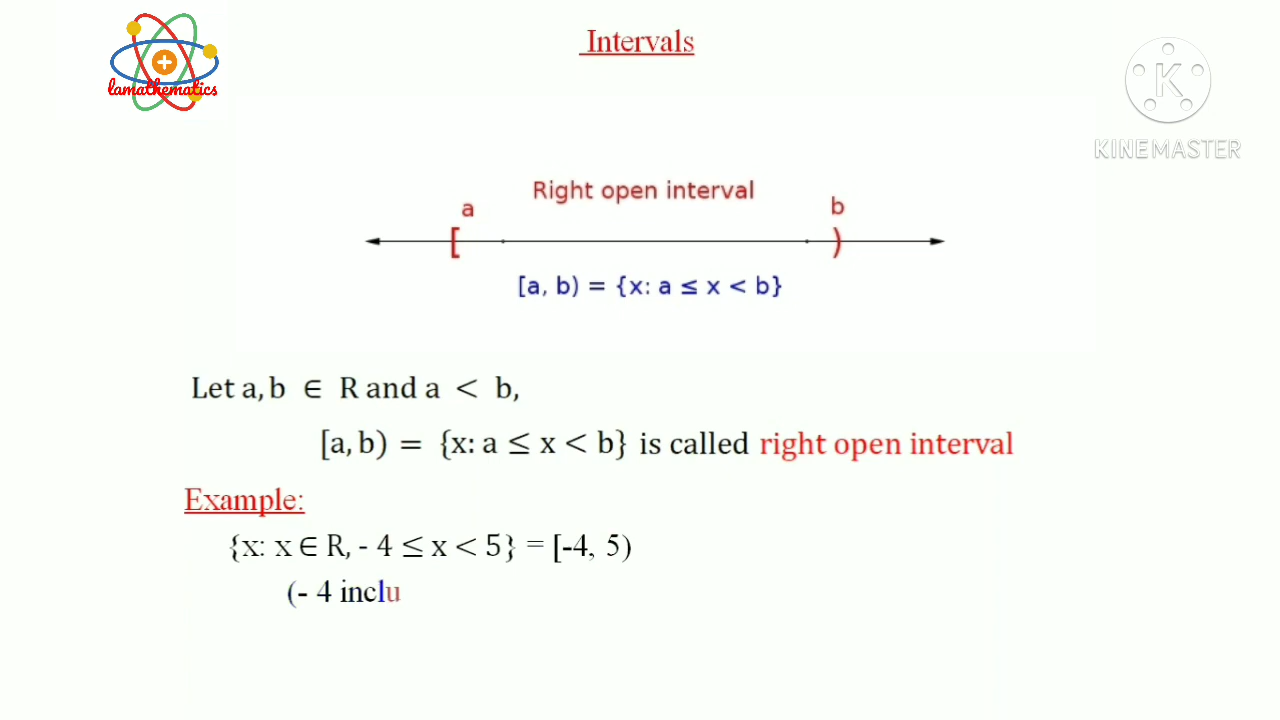 Intervals
lamathematics
K
KINEMASTER
Right open interval
a b
[ )
[a, b) = {x: a ≤ x < b}
Let a, b ∈ R and a < b,
[a, b) = {x: a ≤ x < b} is called right open interval
Example:
{x: x ∈ R, - 4 ≤ x < 5} = [-4, 5)
(- 4 inclu